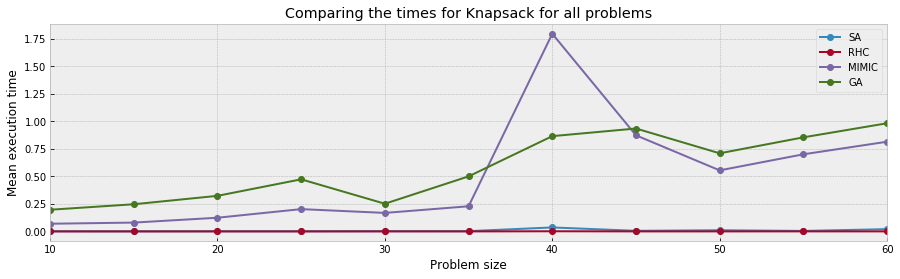 Comparing the times for Knapsack for all problems
Mean execution time
1.75
1.50
1.25
1.00
0.75
0.50
0.25
0.00
SA
RHC
MIMIC
GA
10
20
30
40
50
60
Problem size